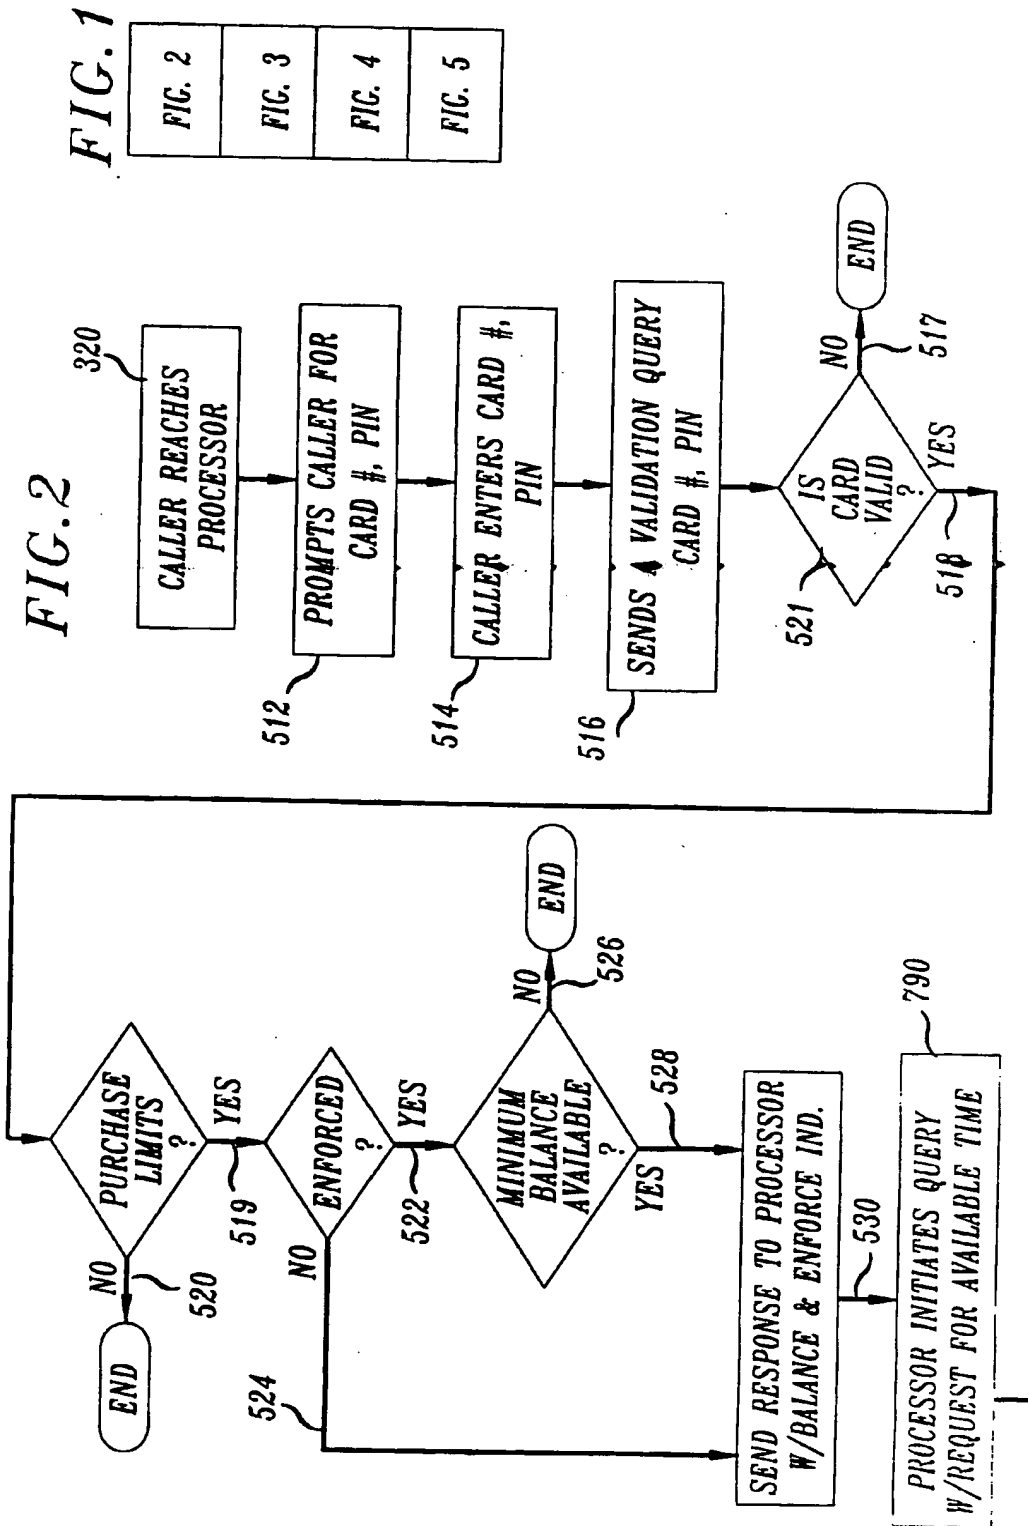 FIG. 1
FIG. 2
FIG. 3
FIG. 4
FIG. 5
FIG.2
320
CALLER REACHES
PROCESSOR
512
PROMPTS CALLER FOR
CARD #, PIN
514
CALLER ENTERS CARD #,
PIN
516
SENDS A VALIDATION QUERY
CARD #, PIN
521
IS
CARD
VALID
?
NO
517
END
YES
518
PURCHASE
LIMITS
?
NO
520
END
YES
519
ENFORCED
?
NO
524
YES
522
MINIMUM
BALANCE
AVAILABLE
?
NO
526
END
YES
528
SEND RESPONSE TO PROCESSOR
W/BALANCE & ENFORCE IND.
530
790
PROCESSOR INITIATES QUERY
W/REQUEST FOR AVAILABLE TIME